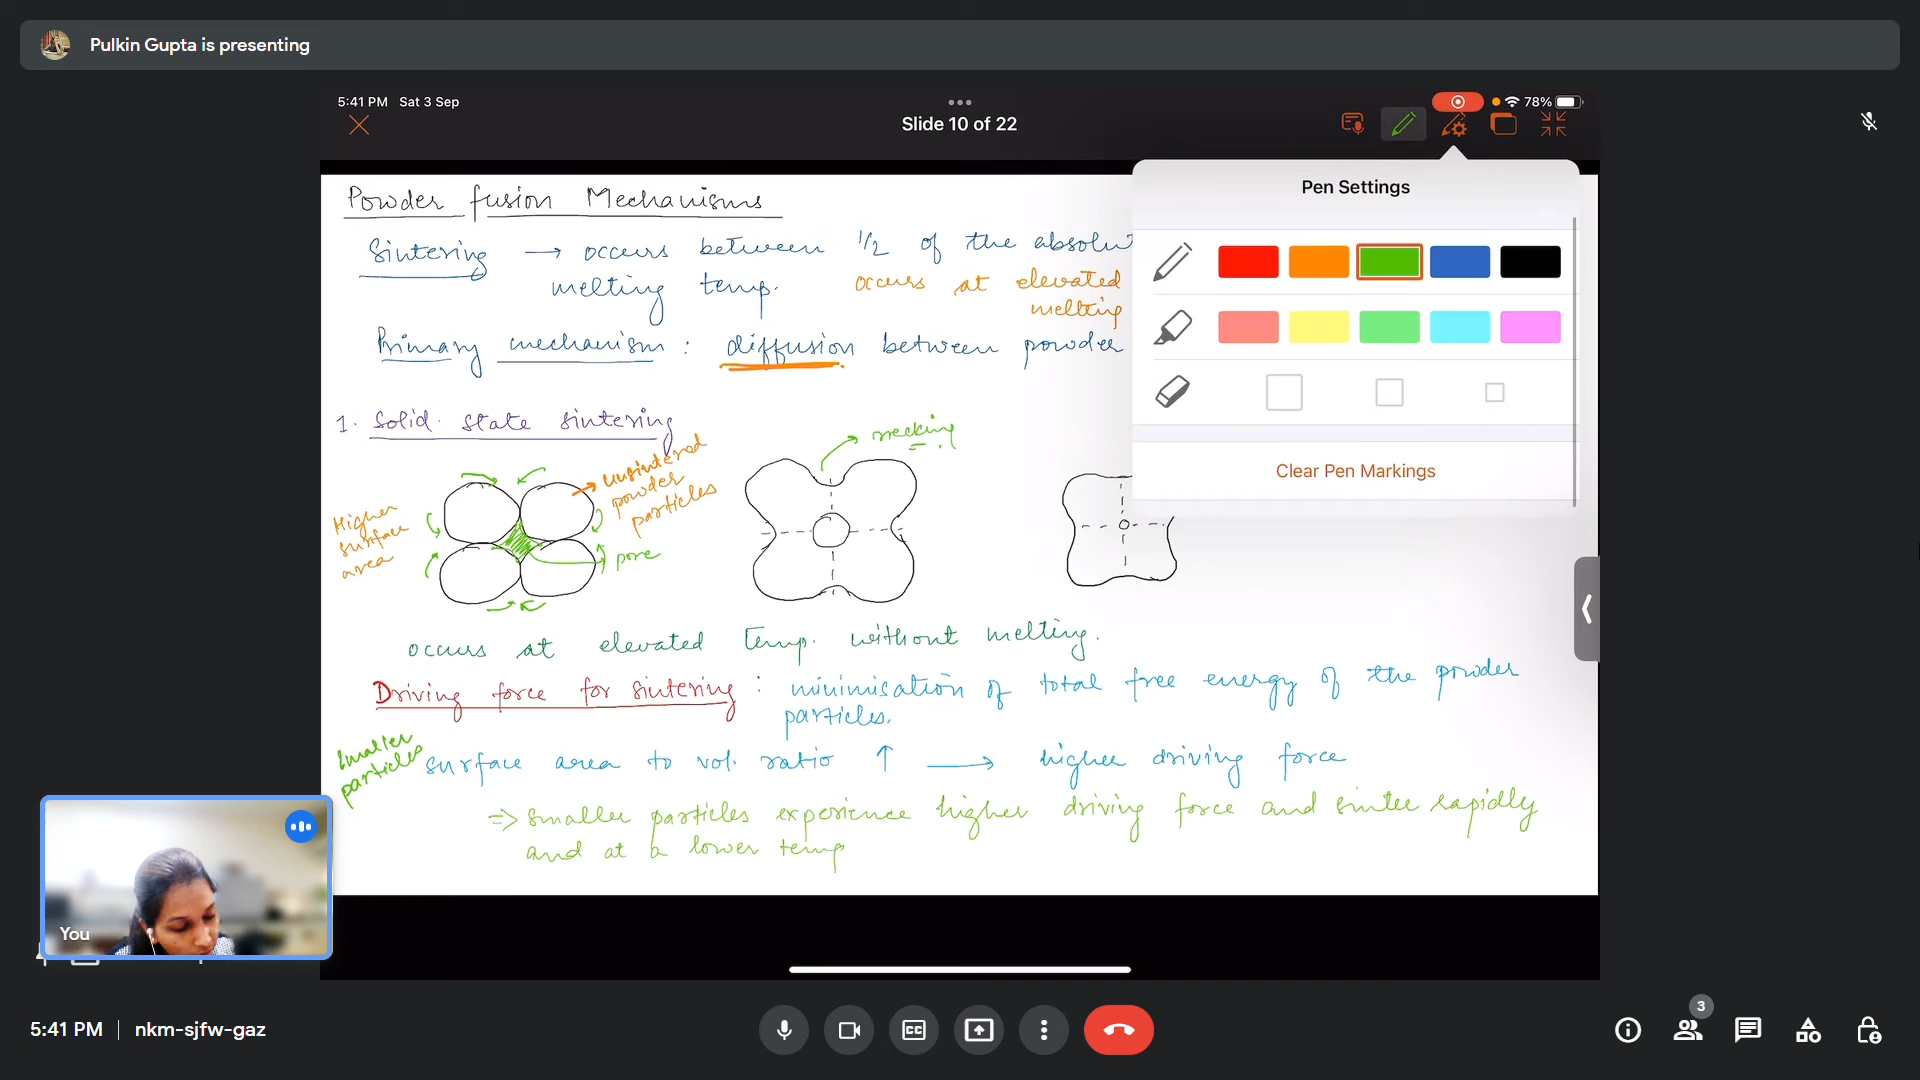 Pulkin Gupta is presenting
5:41 PM Sat 3 Sep
78%
Slide 10 of 22
Pen Settings
Clear Pen Markings
Powder fusion Mechanisms
Sintering → occurs between 1/2 of the absolut
melting temp.
occurs at elevated
melting
Primary mechanism : diffusion between powder
1. Solid state sintering
unsintered
powder
particles
Higher
surface
area
pore
necking
occurs at elevated temp. without melting.
Driving force for sintering : minimisation of total free energy of the powder
particles.
Smaller
particles
surface area to vol. ratio ↑ → higher driving force
=> smaller particles experience higher driving force and sinter rapidly
and at a lower temp
You
5:41 PM | nkm-sjfw-gaz
CC
3